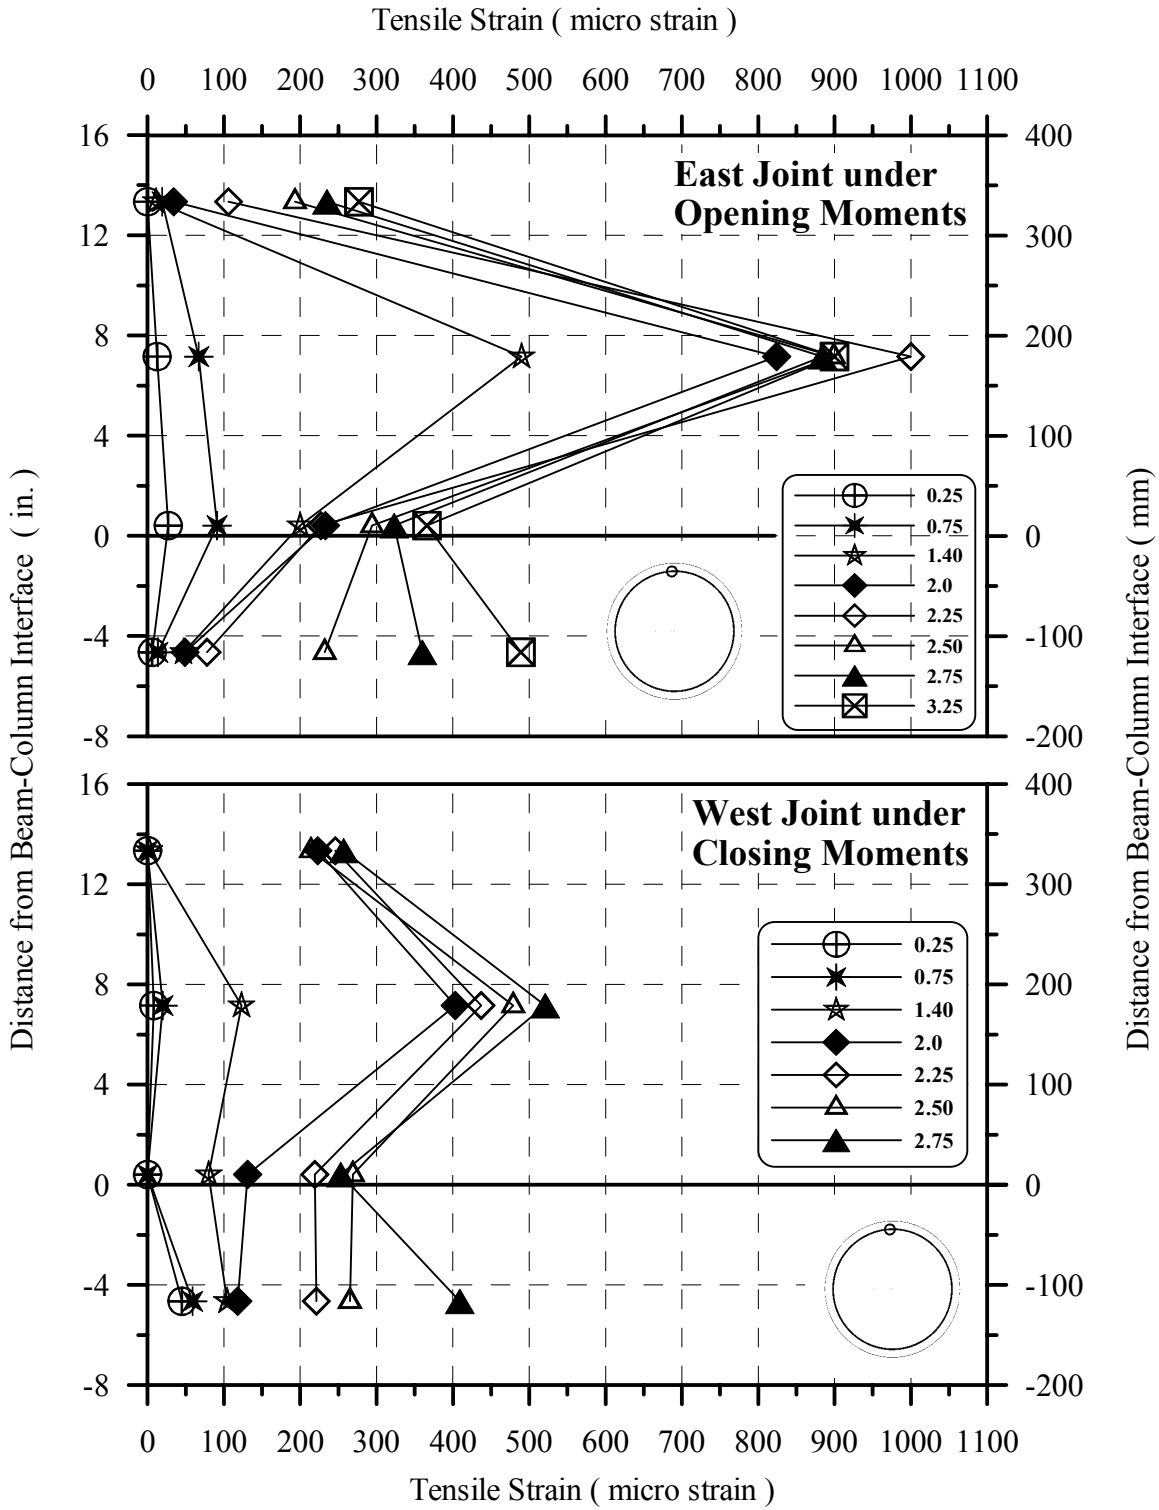 Tensile Strain ( micro strain )
0 100 200 300 400 500 600 700 800 900 1000 1100
16 400
East Joint under
Opening Moments
12 300
8 200
4 100
0.25
0.75
0 0
1.40
2.0
2.25
-4 -100
2.50
2.75
3.25
-8 -200
Distance from Beam-Column Interface ( in. )
Distance from Beam-Column Interface ( mm)
16 400
West Joint under
Closing Moments
12 300
0.25
0.75
8 200
1.40
2.0
2.25
4 100
2.50
2.75
0 0
-4 -100
-8 -200
0 100 200 300 400 500 600 700 800 900 1000 1100
Tensile Strain ( micro strain )